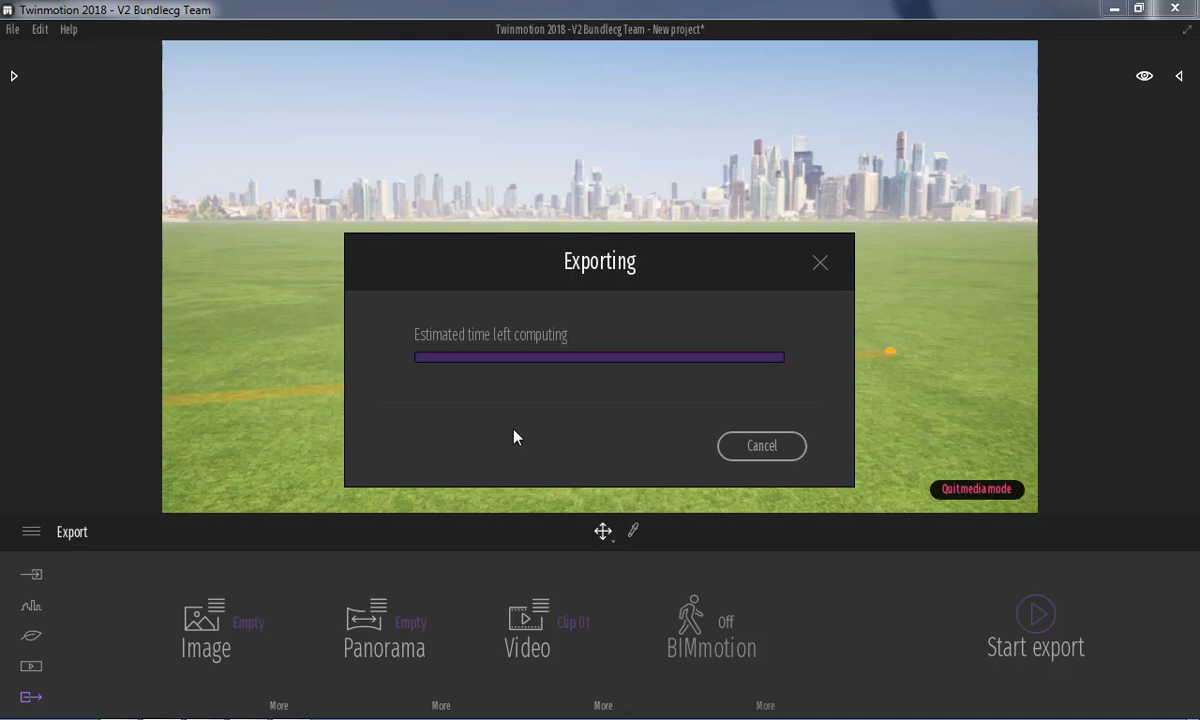 Twinmotion 2018 - V2 Bundlecg Team
File Edit Help
Twinmotion 2018 - V2 Bundlecg Team - New project*
Exporting
Estimated time left computing
Cancel
Quit media mode
Export
Empty
Image
More
Empty
Panorama
More
Clip 01
Video
More
Off
BIMmotion
More
Start export